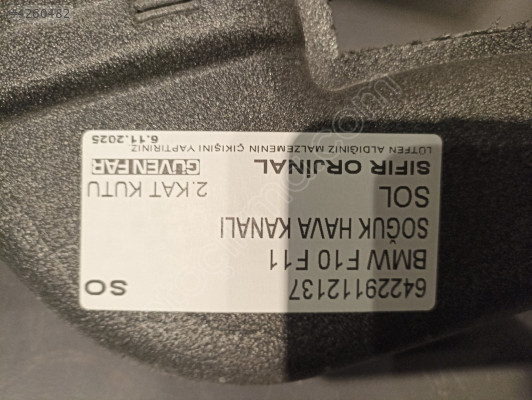 64229112137 SO
BMW F10 F11
SOĞUK HAVA KANALI
SOL 2.KAT KUTU
SIFIR ORJİNAL GÜVEN FAR
LÜTFEN ALDIĞINIZ MALZEMENİN ÇIKIŞINI YAPTIRINIZ 6.11.2025